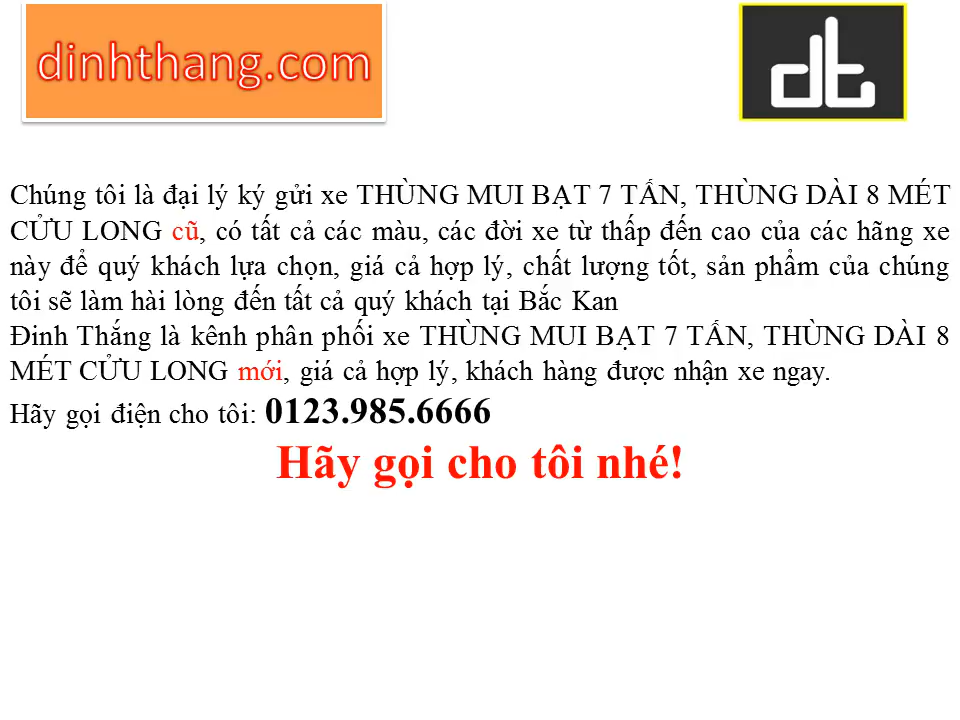 dinhthang.com
dt
Chúng tôi là đại lý ký gửi xe THÙNG MUI BẠT 7 TẤN, THÙNG DÀI 8 MÉT
CỬU LONG cũ, có tất cả các màu, các đời xe từ thấp đến cao của các hãng xe
này để quý khách lựa chọn, giá cả hợp lý, chất lượng tốt, sản phẩm của chúng
tôi sẽ làm hài lòng đến tất cả quý khách tại Bắc Kan
Đinh Thắng là kênh phân phối xe THÙNG MUI BẠT 7 TẤN, THÙNG DÀI 8
MÉT CỬU LONG mới, giá cả hợp lý, khách hàng được nhận xe ngay.
Hãy gọi điện cho tôi: 0123.985.6666
Hãy gọi cho tôi nhé!